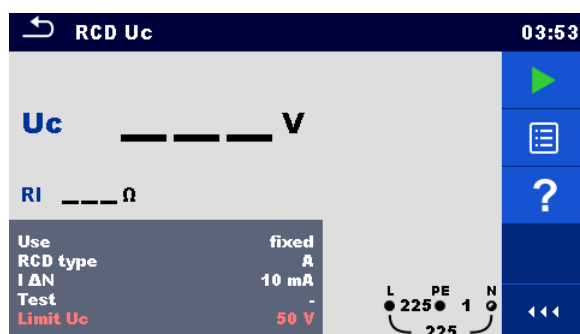 RCD Uc 03:53
Uc _ _ _ V
RI _ _ _ Ω
?
Use fixed
RCD type A
I ΔN 10 mA
Test -
Limit Uc 50 V
L PE N
225 1
225